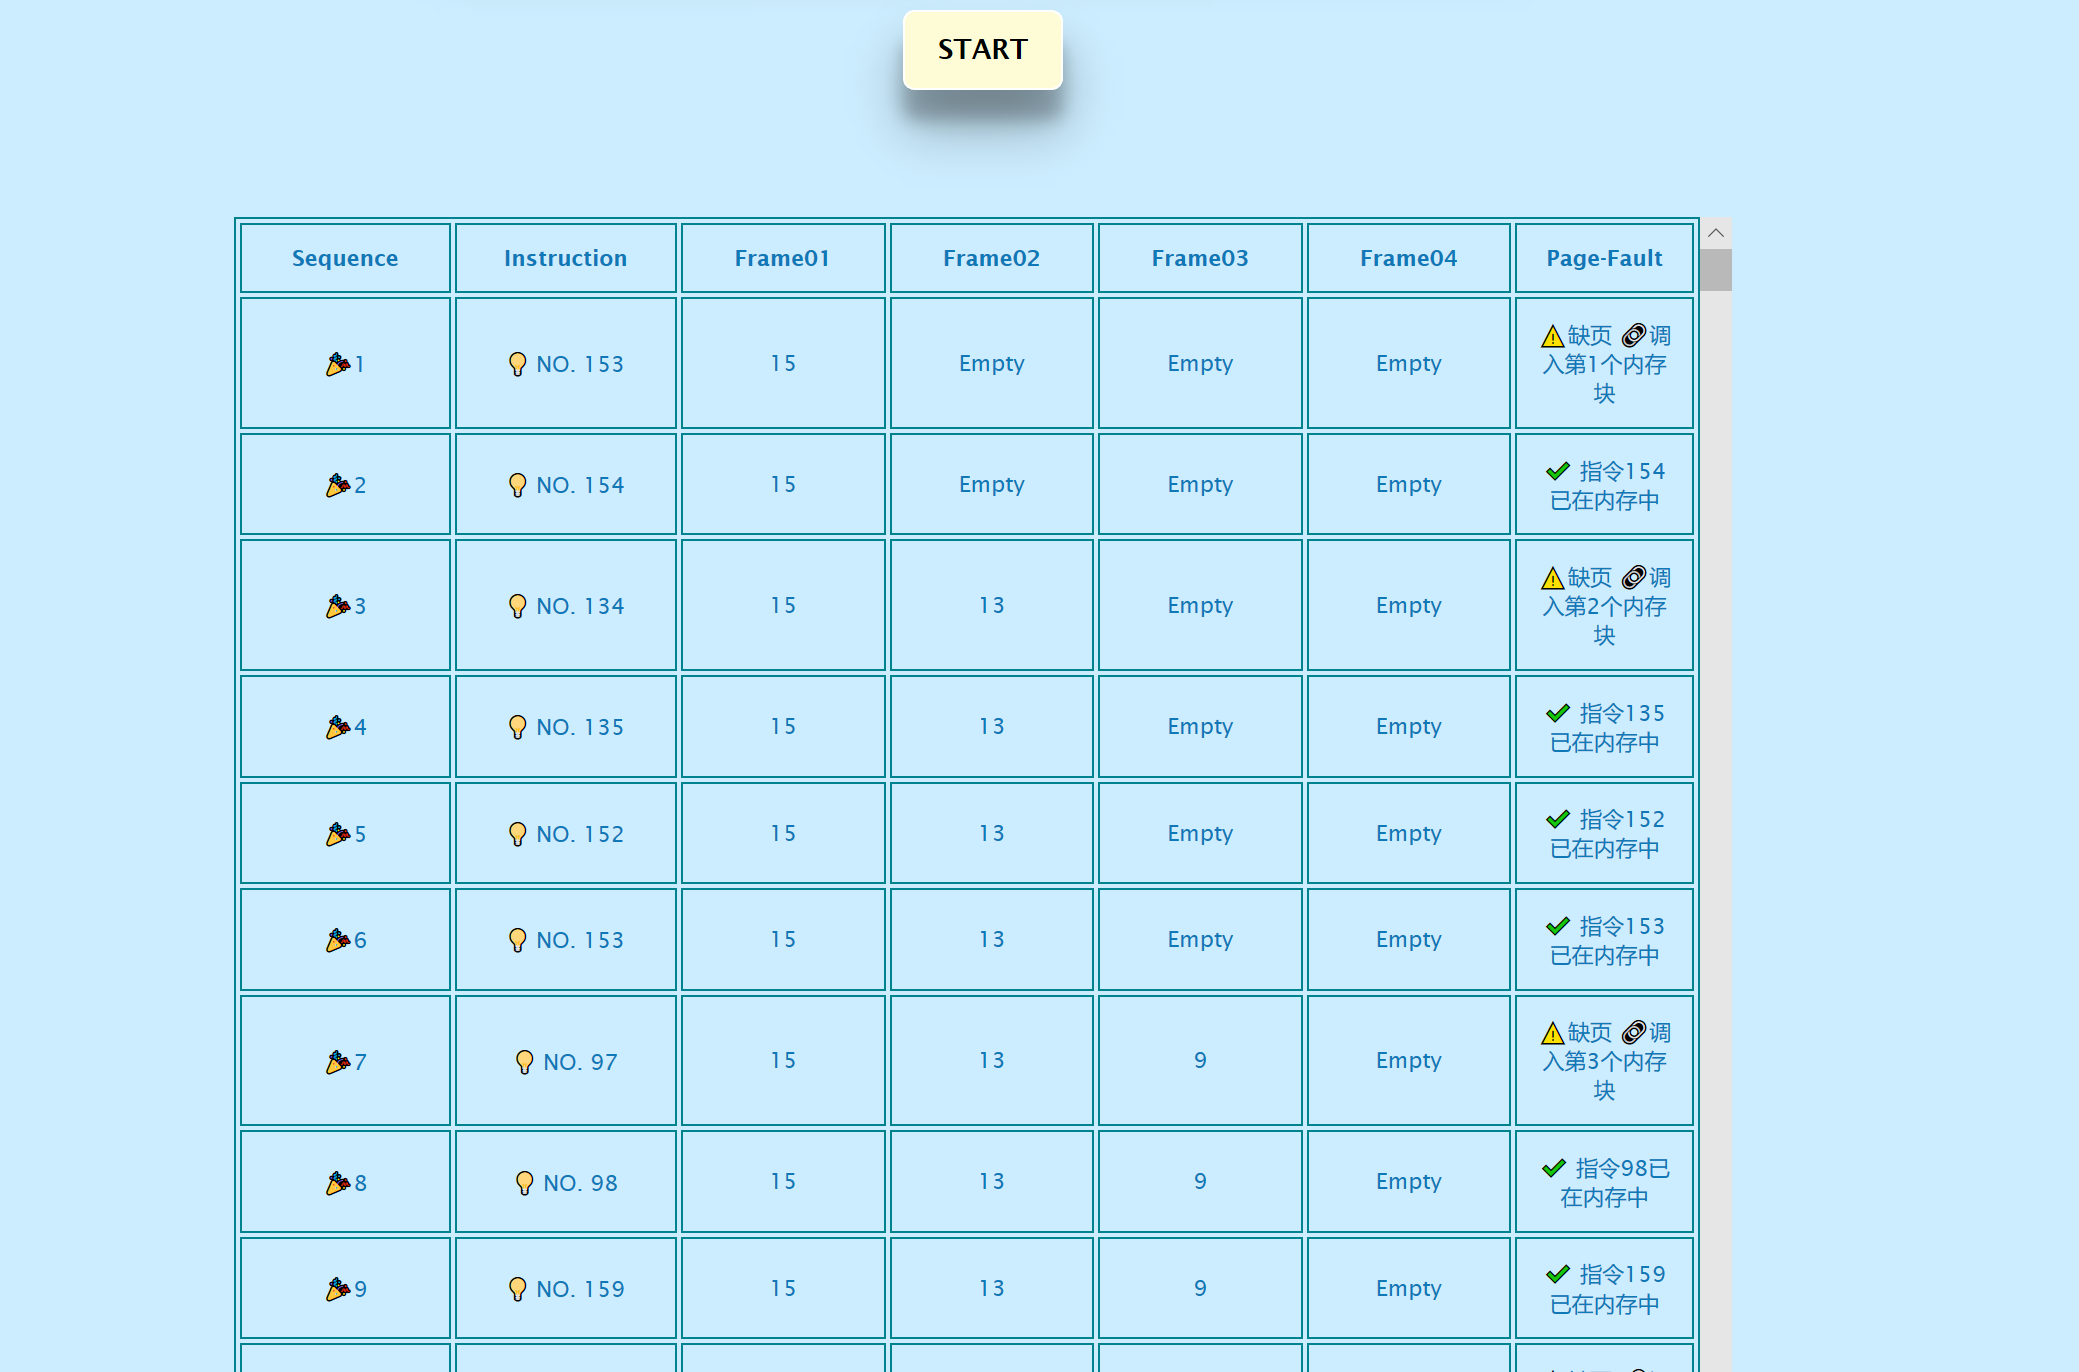 START
Sequence Instruction Frame01 Frame02 Frame03 Frame04 Page-Fault
1 NO. 153 15 Empty Empty Empty 缺页 调入第1个内存块
2 NO. 154 15 Empty Empty Empty 指令154已在内存中
3 NO. 134 15 13 Empty Empty 缺页 调入第2个内存块
4 NO. 135 15 13 Empty Empty 指令135已在内存中
5 NO. 152 15 13 Empty Empty 指令152已在内存中
6 NO. 153 15 13 Empty Empty 指令153已在内存中
7 NO. 97 15 13 9 Empty 缺页 调入第3个内存块
8 NO. 98 15 13 9 Empty 指令98已在内存中
9 NO. 159 15 13 9 Empty 指令159已在内存中